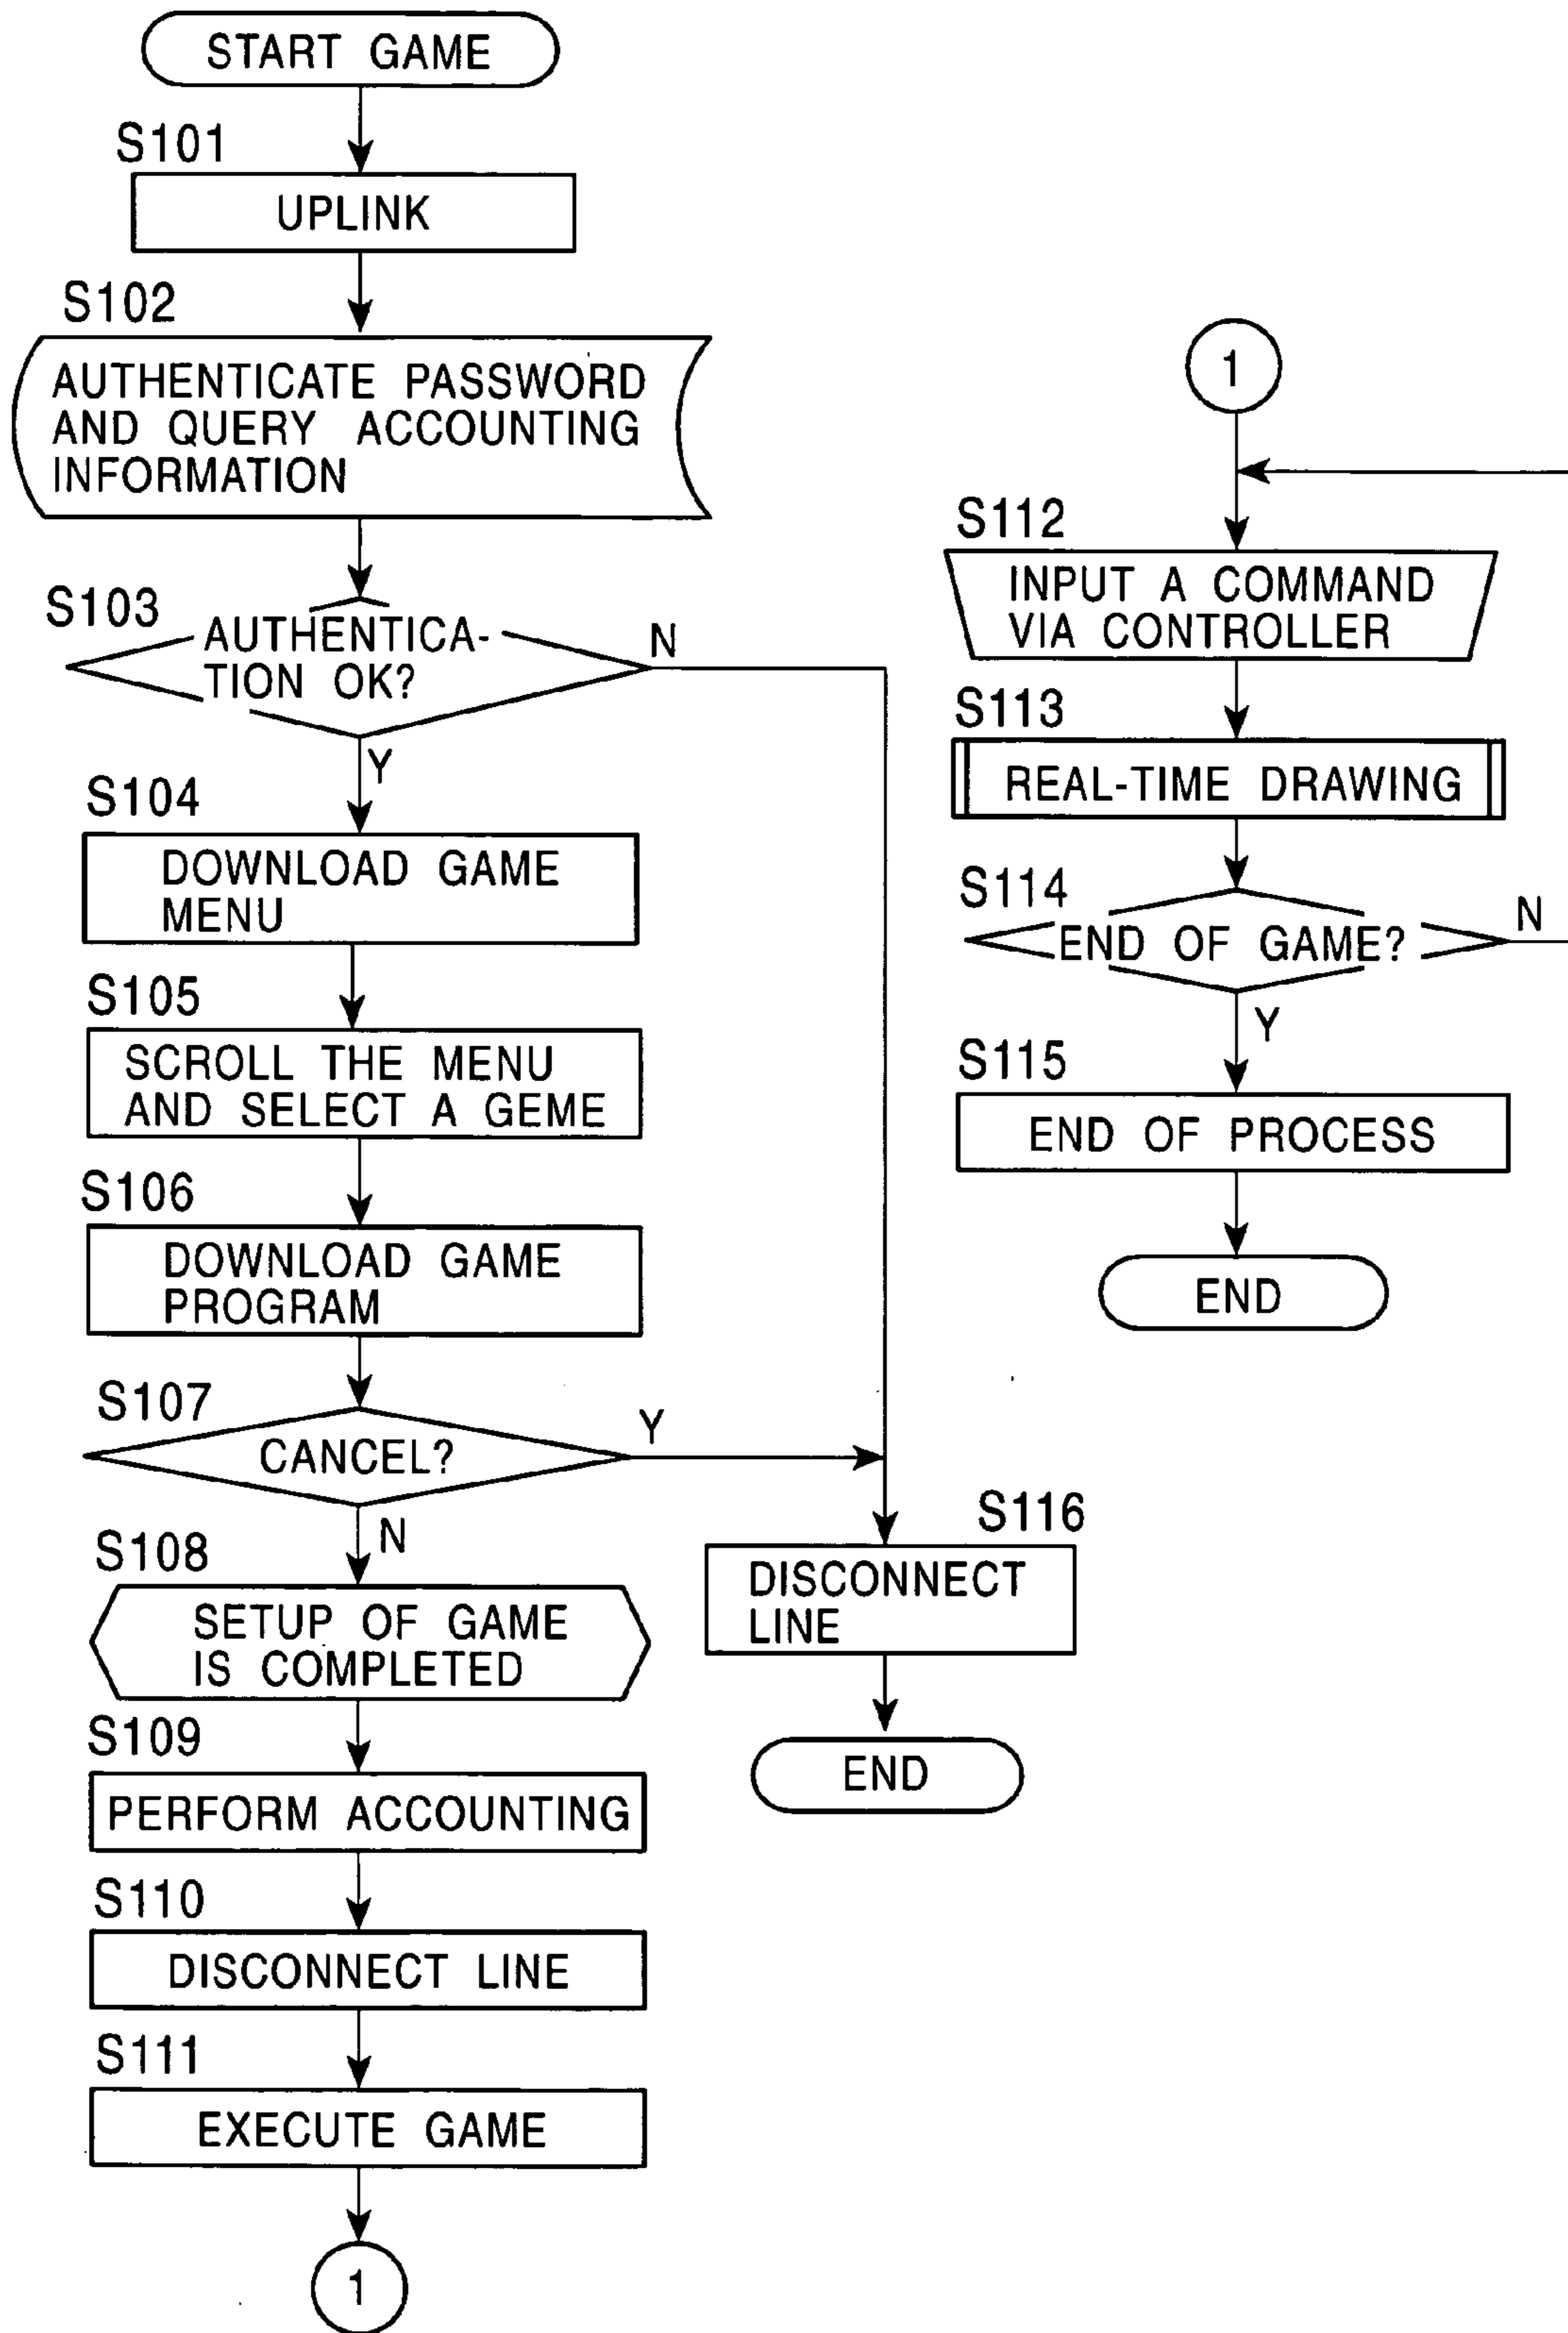 START GAME
S101
UPLINK
S102
AUTHENTICATE PASSWORD
AND QUERY ACCOUNTING
INFORMATION
S103
AUTHENTICA-
TION OK?
N
Y
S104
DOWNLOAD GAME
MENU
S105
SCROLL THE MENU
AND SELECT A GEME
S106
DOWNLOAD GAME
PROGRAM
S107
CANCEL?
Y
N
S108
SETUP OF GAME
IS COMPLETED
S109
PERFORM ACCOUNTING
S110
DISCONNECT LINE
S111
EXECUTE GAME
1
S116
DISCONNECT
LINE
END
1
S112
INPUT A COMMAND
VIA CONTROLLER
S113
REAL-TIME DRAWING
S114
END OF GAME?
N
Y
S115
END OF PROCESS
END